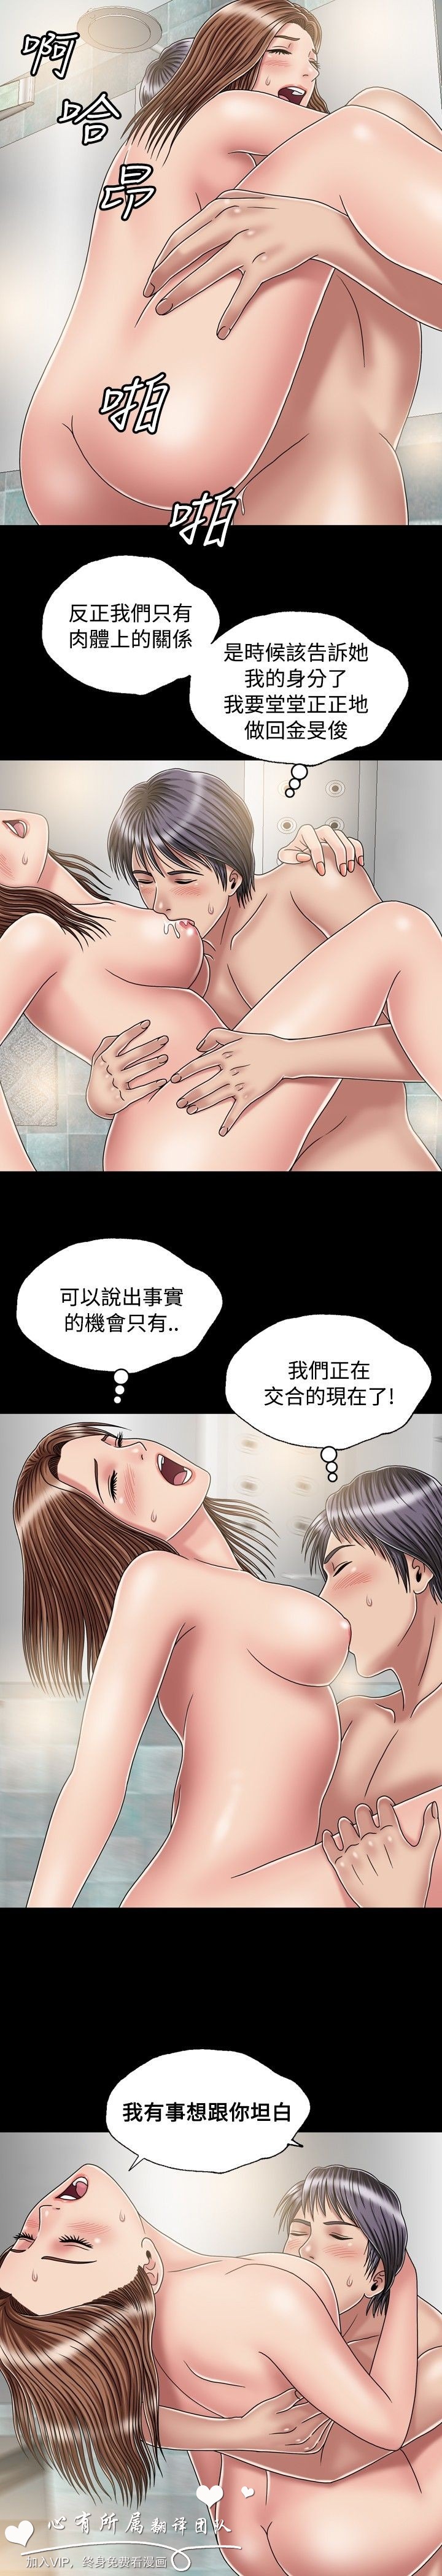 啊
哈
昂
啪
啪
反正我們只有
肉體上的關係
是時候該告訴她
我的身分了
我要堂堂正正地
做回金旻俊
可以說出事實
的機會只有..
我們正在
交合的現在了!
我有事想跟你坦白
心有所属翻译团队
加入VIP，终身免费看漫画